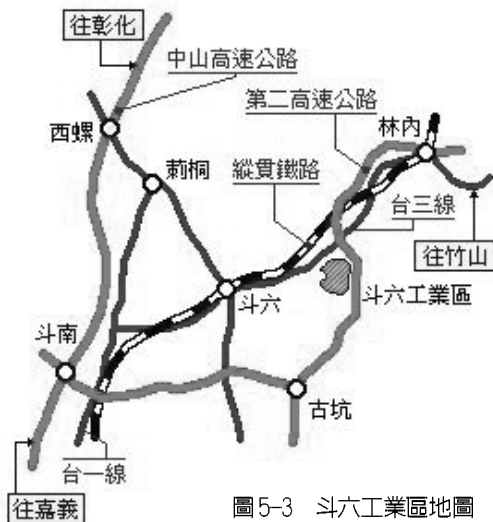 往彰化
中山高速公路
第二高速公路
林內
西螺
莿桐
縱貫鐵路
台三線
往竹山
斗六
斗六工業區
斗南
古坑
台一線
往嘉義
圖5-3 斗六工業區地圖